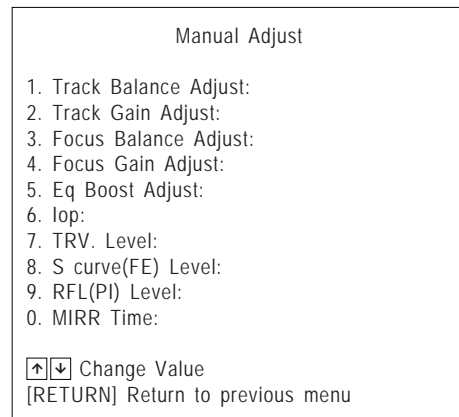 Manual Adjust
1. Track Balance Adjust:
2. Track Gain Adjust:
3. Focus Balance Adjust:
4. Focus Gain Adjust:
5. Eq Boost Adjust:
6. Iop:
7. TRV. Level:
8. S curve(FE) Level:
9. RFL(PI) Level:
0. MIRR Time:
↑↓ Change Value
[RETURN] Return to previous menu